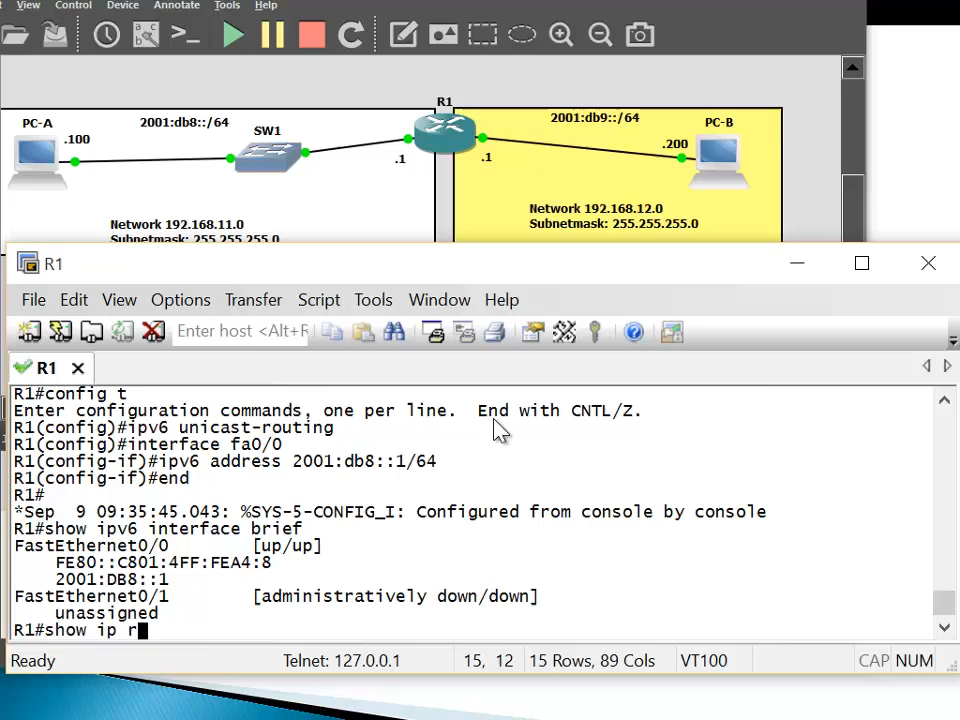 View Control Device Annotate Tools Help
R1
PC-A
2001:db8::/64
SW1
2001:db9::/64
PC-B
.100
.200
.1
.1
Network 192.168.11.0
Subnetmask: 255.255.255.0
Network 192.168.12.0
Subnetmask: 255.255.255.0
R1
File Edit View Options Transfer Script Tools Window Help
Enter host <Alt+R
R1
R1#config t
Enter configuration commands, one per line.  End with CNTL/Z.
R1(config)#ipv6 unicast-routing
R1(config)#interface fa0/0
R1(config-if)#ipv6 address 2001:db8::1/64
R1(config-if)#end
R1#
*Sep  9 09:35:45.043: %SYS-5-CONFIG_I: Configured from console by console
R1#show ipv6 interface brief
FastEthernet0/0          [up/up]
FE80::C801:4FF:FEA4:8
2001:DB8::1
FastEthernet0/1          [administratively down/down]
unassigned
R1#show ip r
Ready Telnet: 127.0.0.1 15, 12 15 Rows, 89 Cols VT100 CAP NUM